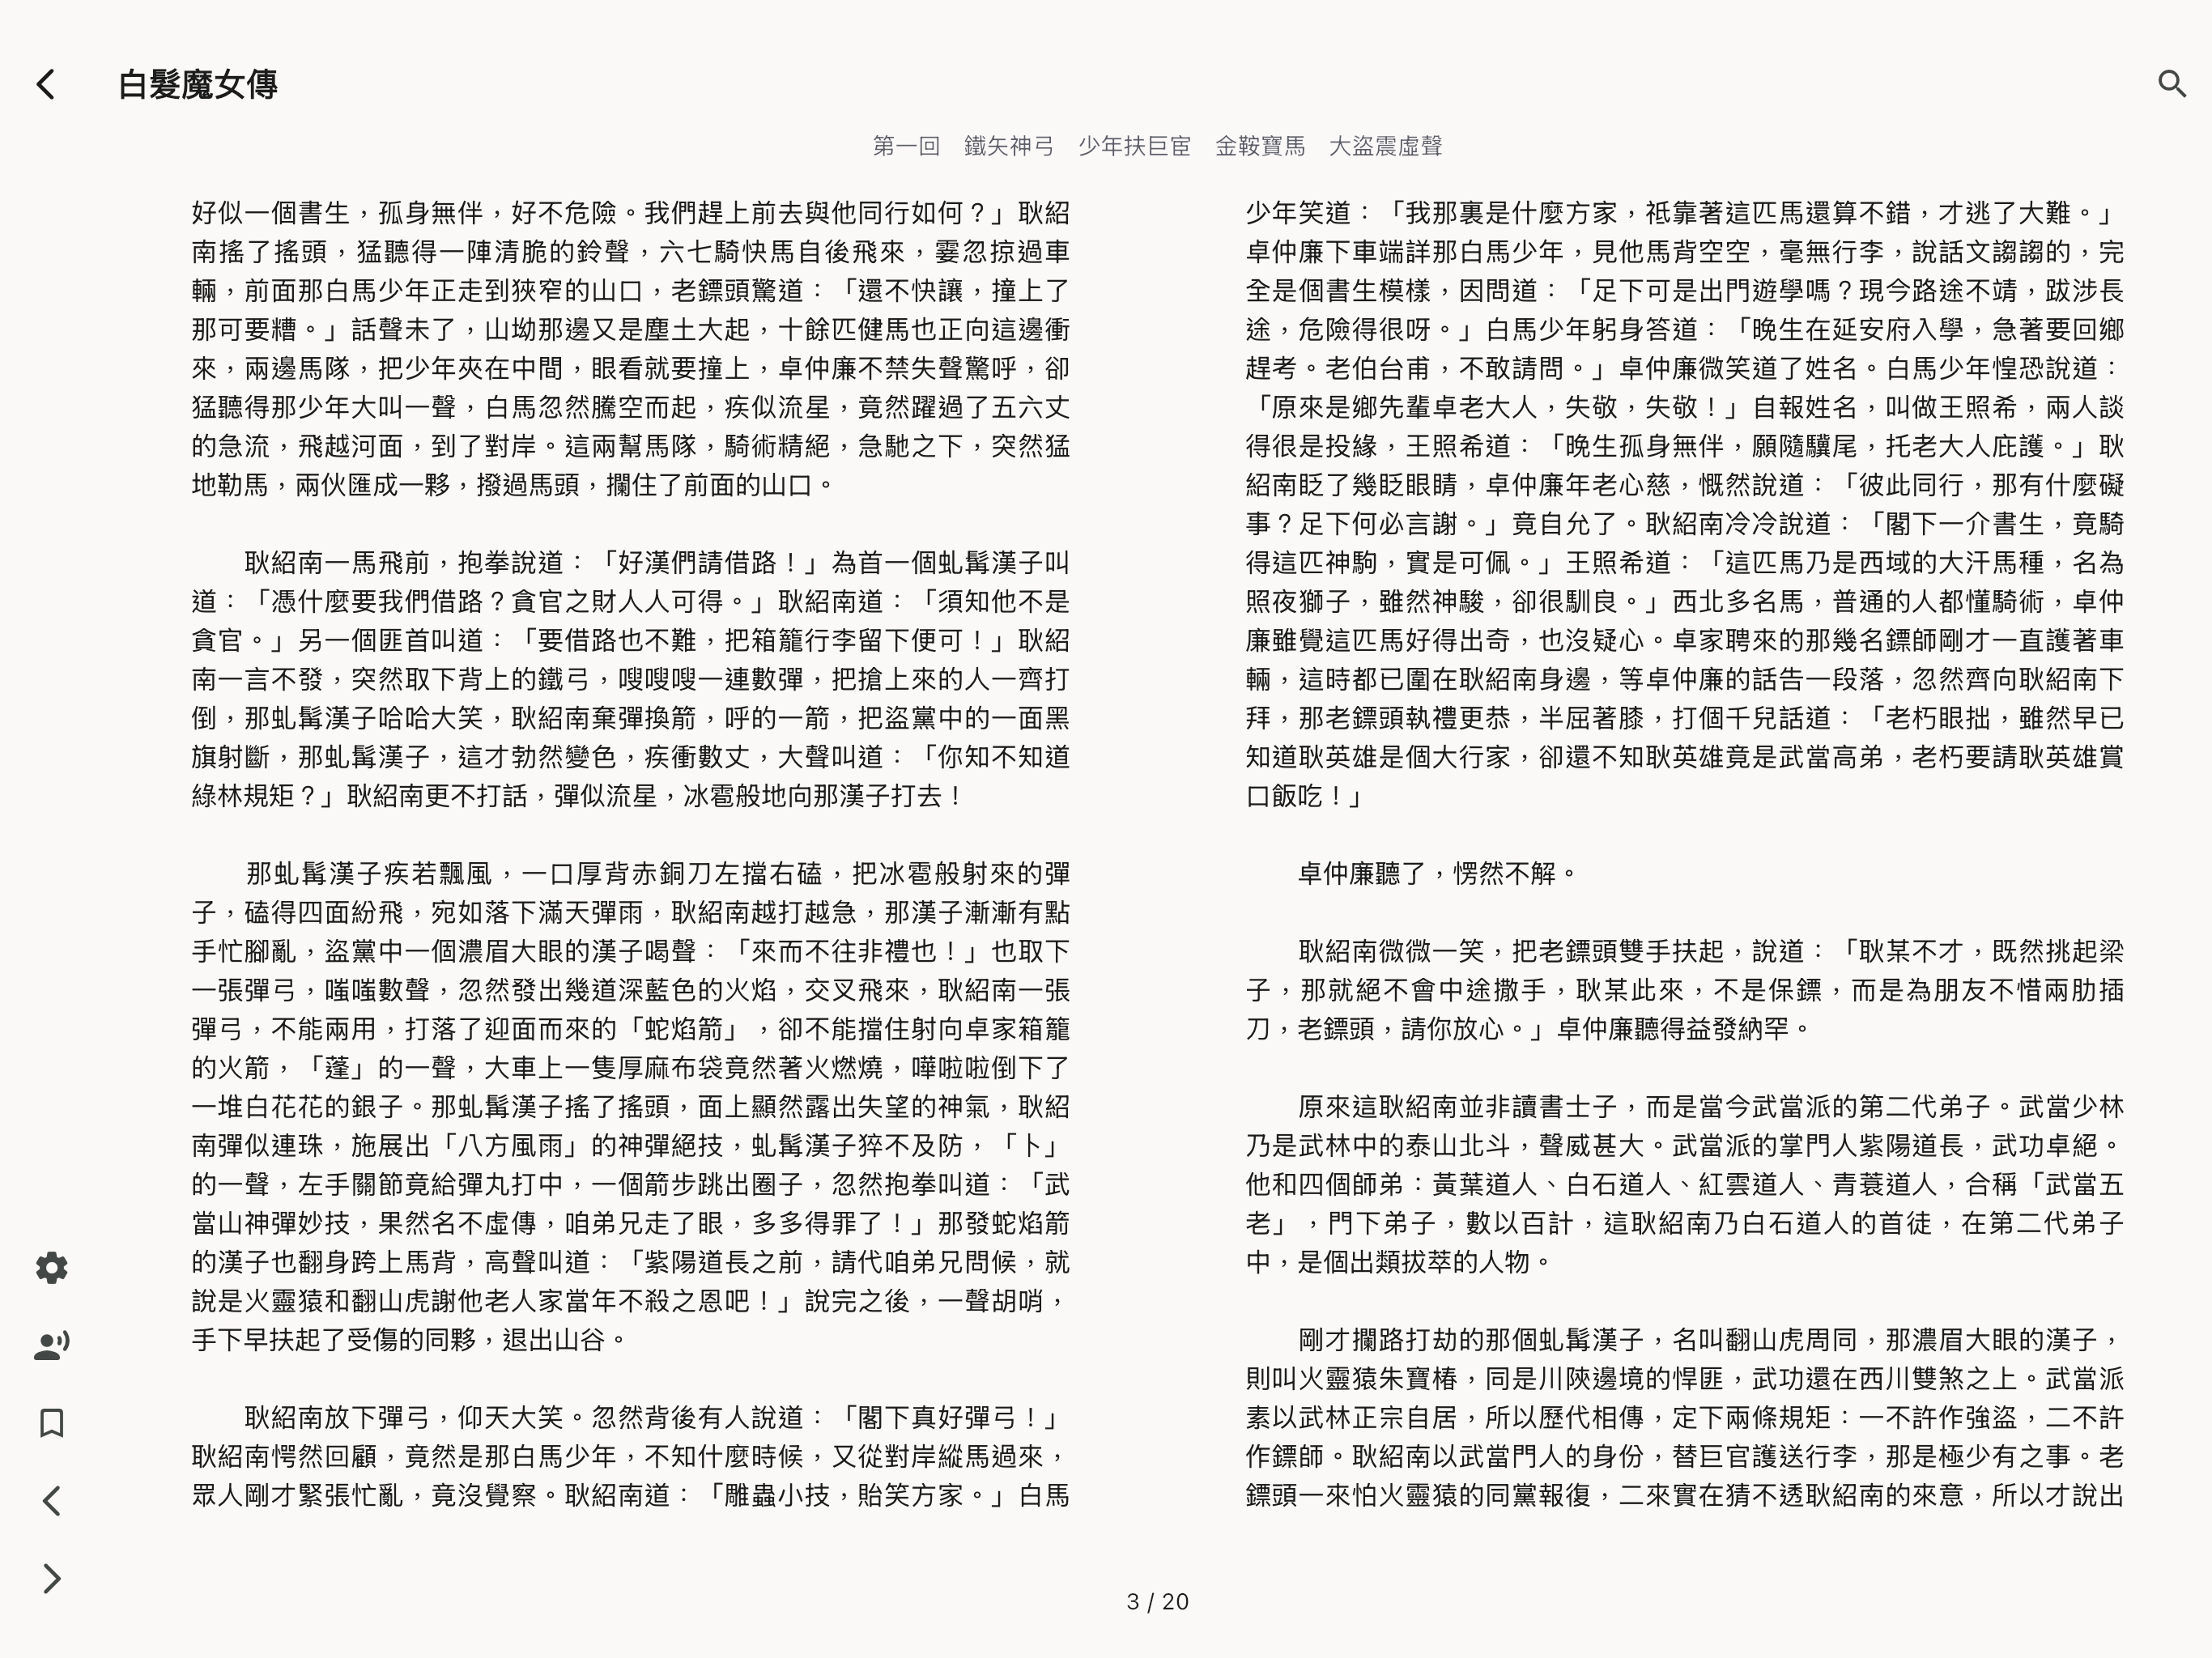 白髮魔女傳
第一回　鐵矢神弓　少年扶巨宦　金鞍寶馬　大盜震虛聲
好似一個書生，孤身無伴，好不危險。我們趕上前去與他同行如何？」耿紹
南搖了搖頭，猛聽得一陣清脆的鈴聲，六七騎快馬自後飛來，霎忽掠過車
輛，前面那白馬少年正走到狹窄的山口，老鏢頭驚道：「還不快讓，撞上了
那可要糟。」話聲未了，山坳那邊又是塵土大起，十餘匹健馬也正向這邊衝
來，兩邊馬隊，把少年夾在中間，眼看就要撞上，卓仲廉不禁失聲驚呼，卻
猛聽得那少年大叫一聲，白馬忽然騰空而起，疾似流星，竟然躍過了五六丈
的急流，飛越河面，到了對岸。這兩幫馬隊，騎術精絕，急馳之下，突然猛
地勒馬，兩伙匯成一夥，撥過馬頭，攔住了前面的山口。
耿紹南一馬飛前，抱拳說道：「好漢們請借路！」為首一個虬髯漢子叫
道：「憑什麼要我們借路？貪官之財人人可得。」耿紹南道：「須知他不是
貪官。」另一個匪首叫道：「要借路也不難，把箱籠行李留下便可！」耿紹
南一言不發，突然取下背上的鐵弓，嗖嗖嗖一連數彈，把搶上來的人一齊打
倒，那虬髯漢子哈哈大笑，耿紹南棄彈換箭，呼的一箭，把盜黨中的一面黑
旗射斷，那虬髯漢子，這才勃然變色，疾衝數丈，大聲叫道：「你知不知道
綠林規矩？」耿紹南更不打話，彈似流星，冰雹般地向那漢子打去！
那虬髯漢子疾若飄風，一口厚背赤銅刀左擋右磕，把冰雹般射來的彈
子，磕得四面紛飛，宛如落下滿天彈雨，耿紹南越打越急，那漢子漸漸有點
手忙腳亂，盜黨中一個濃眉大眼的漢子喝聲：「來而不往非禮也！」也取下
一張彈弓，嗤嗤數聲，忽然發出幾道深藍色的火焰，交叉飛來，耿紹南一張
彈弓，不能兩用，打落了迎面而來的「蛇焰箭」，卻不能擋住射向卓家箱籠
的火箭，「蓬」的一聲，大車上一隻厚麻布袋竟然著火燃燒，嘩啦啦倒下了
一堆白花花的銀子。那虬髯漢子搖了搖頭，面上顯然露出失望的神氣，耿紹
南彈似連珠，施展出「八方風雨」的神彈絕技，虬髯漢子猝不及防，「卜」
的一聲，左手關節竟給彈丸打中，一個箭步跳出圈子，忽然抱拳叫道：「武
當山神彈妙技，果然名不虛傳，咱弟兄走了眼，多多得罪了！」那發蛇焰箭
的漢子也翻身跨上馬背，高聲叫道：「紫陽道長之前，請代咱弟兄問候，就
說是火靈猿和翻山虎謝他老人家當年不殺之恩吧！」說完之後，一聲胡哨，
手下早扶起了受傷的同夥，退出山谷。
耿紹南放下彈弓，仰天大笑。忽然背後有人說道：「閣下真好彈弓！」
耿紹南愕然回顧，竟然是那白馬少年，不知什麼時候，又從對岸縱馬過來，
眾人剛才緊張忙亂，竟沒覺察。耿紹南道：「雕蟲小技，貽笑方家。」白馬
少年笑道：「我那裏是什麼方家，祗靠著這匹馬還算不錯，才逃了大難。」
卓仲廉下車端詳那白馬少年，見他馬背空空，毫無行李，說話文謅謅的，完
全是個書生模樣，因問道：「足下可是出門遊學嗎？現今路途不靖，跋涉長
途，危險得很呀。」白馬少年躬身答道：「晚生在延安府入學，急著要回鄉
趕考。老伯台甫，不敢請問。」卓仲廉微笑道了姓名。白馬少年惶恐說道：
「原來是鄉先輩卓老大人，失敬，失敬！」自報姓名，叫做王照希，兩人談
得很是投緣，王照希道：「晚生孤身無伴，願隨驥尾，托老大人庇護。」耿
紹南眨了幾眨眼睛，卓仲廉年老心慈，慨然說道：「彼此同行，那有什麼礙
事？足下何必言謝。」竟自允了。耿紹南冷冷說道：「閣下一介書生，竟騎
得這匹神駒，實是可佩。」王照希道：「這匹馬乃是西域的大汗馬種，名為
照夜獅子，雖然神駿，卻很馴良。」西北多名馬，普通的人都懂騎術，卓仲
廉雖覺這匹馬好得出奇，也沒疑心。卓家聘來的那幾名鏢師剛才一直護著車
輛，這時都已圍在耿紹南身邊，等卓仲廉的話告一段落，忽然齊向耿紹南下
拜，那老鏢頭執禮更恭，半屈著膝，打個千兒話道：「老朽眼拙，雖然早已
知道耿英雄是個大行家，卻還不知耿英雄竟是武當高弟，老朽要請耿英雄賞
口飯吃！」
卓仲廉聽了，愕然不解。
耿紹南微微一笑，把老鏢頭雙手扶起，說道：「耿某不才，既然挑起梁
子，那就絕不會中途撒手，耿某此來，不是保鏢，而是為朋友不惜兩肋插
刀，老鏢頭，請你放心。」卓仲廉聽得益發納罕。
原來這耿紹南並非讀書士子，而是當今武當派的第二代弟子。武當少林
乃是武林中的泰山北斗，聲威甚大。武當派的掌門人紫陽道長，武功卓絕。
他和四個師弟：黃葉道人、白石道人、紅雲道人、青蓑道人，合稱「武當五
老」，門下弟子，數以百計，這耿紹南乃白石道人的首徒，在第二代弟子
中，是個出類拔萃的人物。
剛才攔路打劫的那個虬髯漢子，名叫翻山虎周同，那濃眉大眼的漢子，
則叫火靈猿朱寶椿，同是川陝邊境的悍匪，武功還在西川雙煞之上。武當派
素以武林正宗自居，所以歷代相傳，定下兩條規矩：一不許作強盜，二不許
作鏢師。耿紹南以武當門人的身份，替巨官護送行李，那是極少有之事。老
鏢頭一來怕火靈猿的同黨報復，二來實在猜不透耿紹南的來意，所以才說出
3 / 20